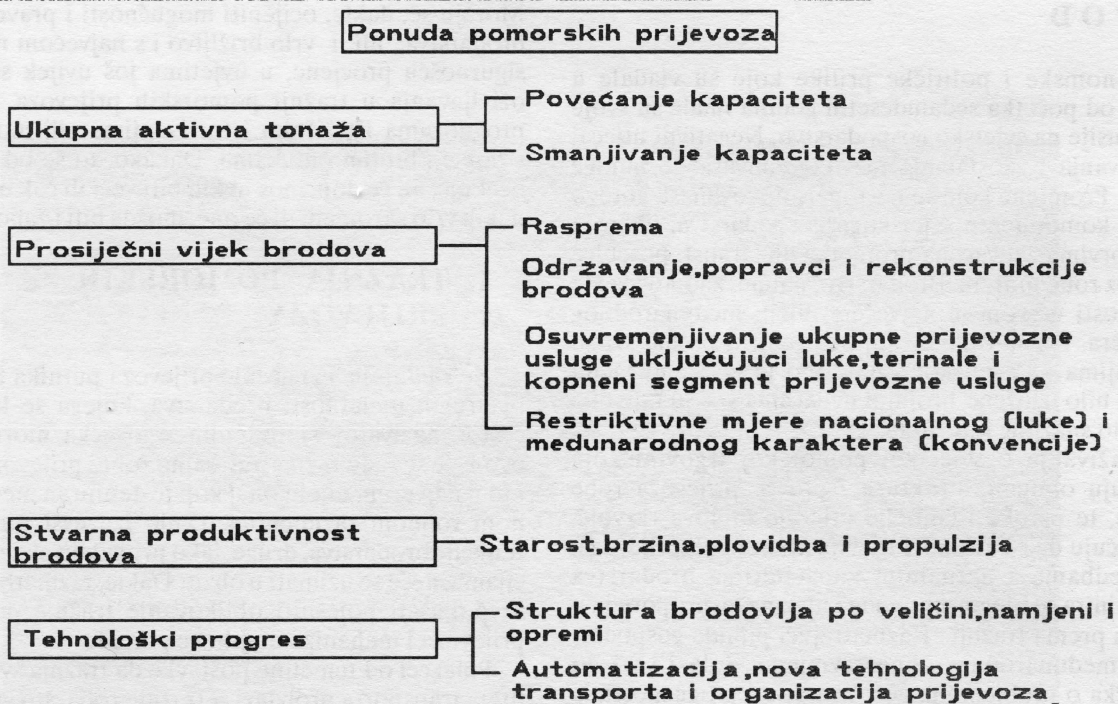 Ponuda pomorskih prijevoza
Ukupna aktivna tonaža
Povećanje kapaciteta
Smanjivanje kapaciteta
Prosiječni vijek brodova
Rasprema
Održavanje,popravci i rekonstrukcije
brodova
Osuvremenjivanje ukupne prijevozne
usluge uključujuci luke,terinale i
kopneni segment prijevozne usluge
Restriktivne mjere nacionalnog (luke) i
medunarodnog karaktera (konvencije)
Stvarna produktivnost
brodova
Starost,brzina,plovidba i propulzija
Tehnološki progres
Struktura brodovlja po veličini,namjeni i
opremi
Automatizacija,nova tehnologija
transporta i organizacija prijevoza